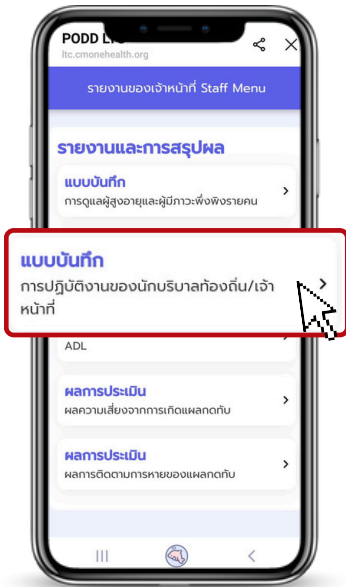 PODD LT
ltc.cmonehealth.org
รายงานของเจ้าหน้าที่ Staff Menu
รายงานและการสรุปผล
แบบบันทึก
การดูแลผู้สูงอายุและผู้มีภาวะพึ่งพิงรายคน
แบบบันทึก
การปฏิบัติงานของนักบริบาลท้องถิ่น/เจ้า
หน้าที่
ADL
ผลการประเมิน
ผลความเสี่ยงจากการเกิดแผลกดทับ
ผลการประเมิน
ผลการติดตามการหายของแผลกดทับ